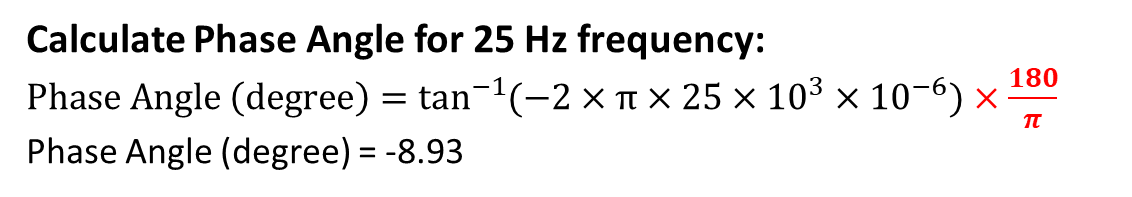 Calculate Phase Angle for 25 Hz frequency:
Phase Angle (degree) = tan⁻¹(−2 × π × 25 × 10³ × 10⁻⁶) × 180/π
Phase Angle (degree) = -8.93